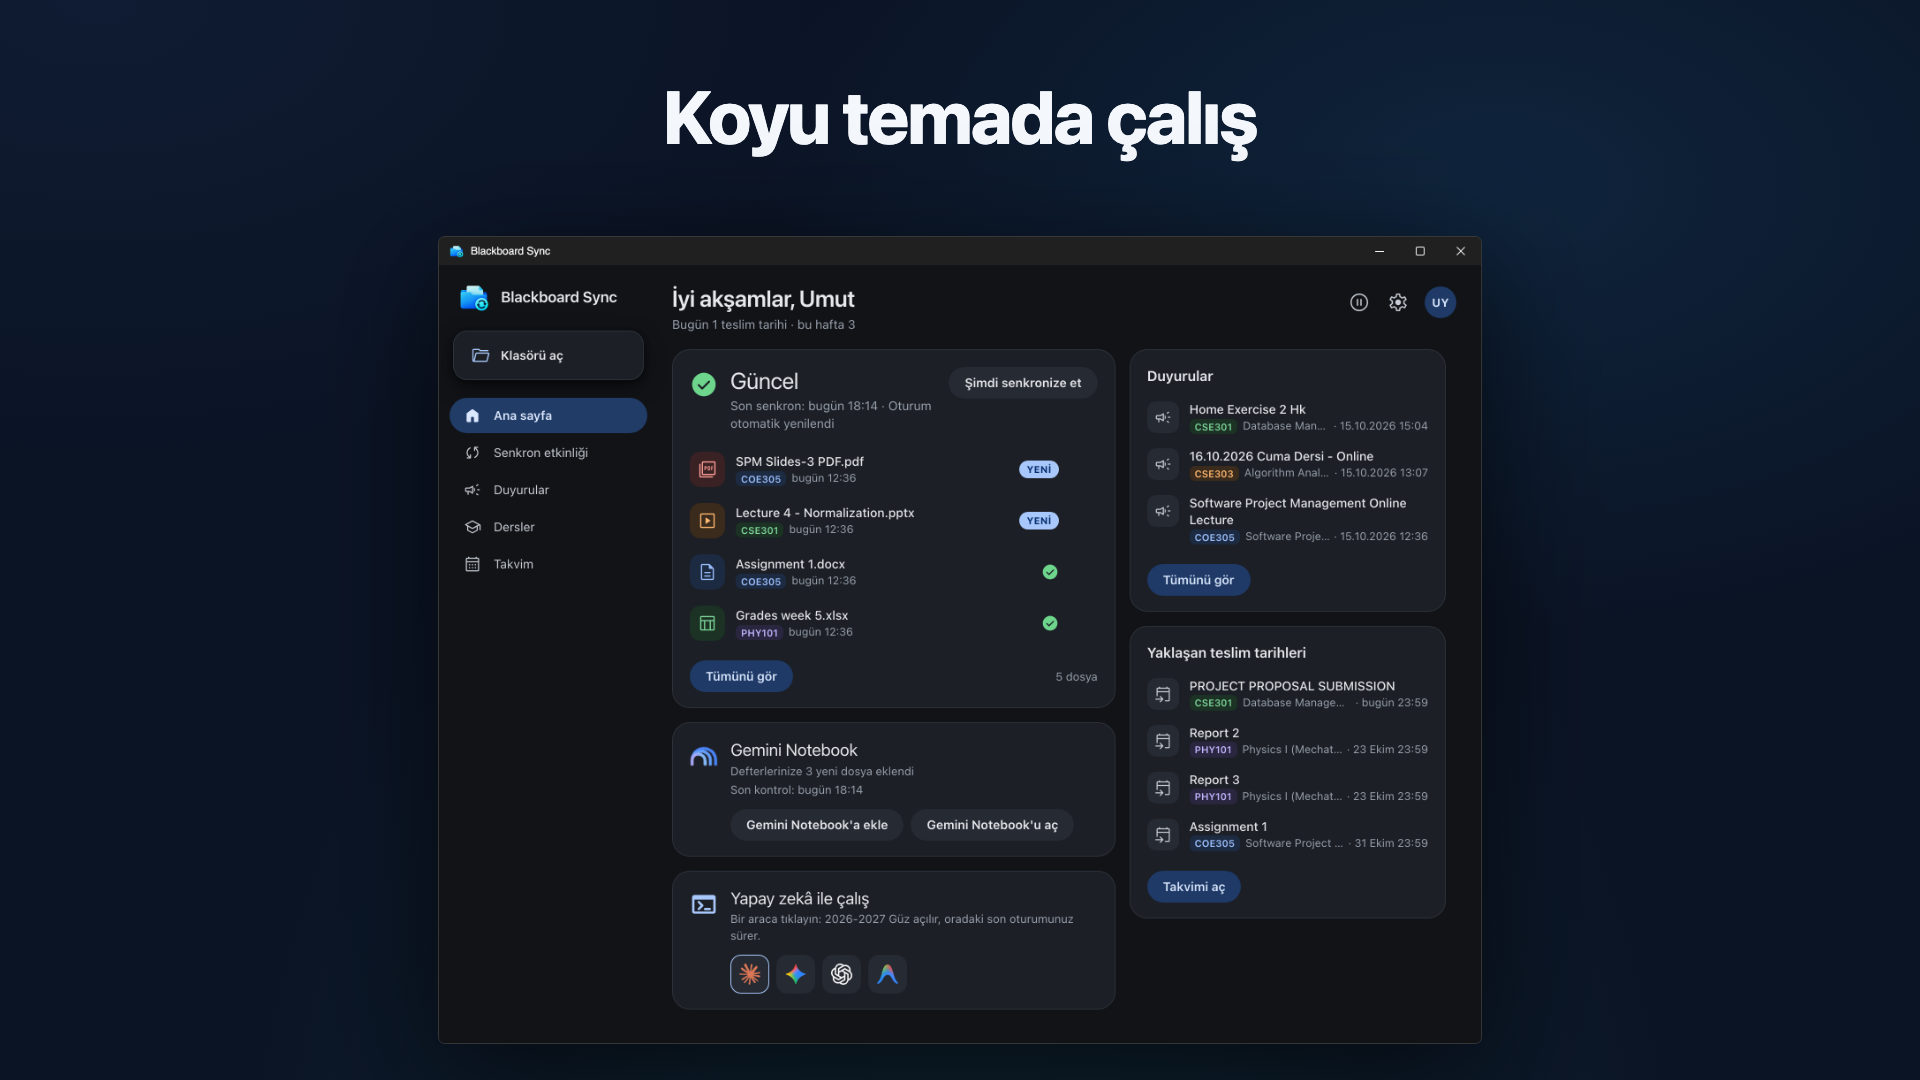 Koyu temada çalış
Blackboard Sync
Blackboard Sync
Klasörü aç
Ana sayfa
Senkron etkinliği
Duyurular
Dersler
Takvim
İyi akşamlar, Umut
Bugün 1 teslim tarihi · bu hafta 3
UY
Güncel
Şimdi senkronize et
Son senkron: bugün 18:14 · Oturum
otomatik yenilendi
PDF
SPM Slides-3 PDF.pdf
COE305 bugün 12:36
YENİ
Lecture 4 - Normalization.pptx
CSE301 bugün 12:36
YENİ
Assignment 1.docx
COE305 bugün 12:36
Grades week 5.xlsx
PHY101 bugün 12:36
Tümünü gör
5 dosya
Gemini Notebook
Defterlerinize 3 yeni dosya eklendi
Son kontrol: bugün 18:14
Gemini Notebook'a ekle
Gemini Notebook'u aç
Yapay zekâ ile çalış
Bir araca tıklayın: 2026-2027 Güz açılır, oradaki son oturumunuz
sürer.
Duyurular
Home Exercise 2 Hk
CSE301 Database Man... · 15.10.2026 15:04
16.10.2026 Cuma Dersi - Online
CSE303 Algorithm Anal... · 15.10.2026 13:07
Software Project Management Online
Lecture
COE305 Software Proje... · 15.10.2026 12:36
Tümünü gör
Yaklaşan teslim tarihleri
PROJECT PROPOSAL SUBMISSION
CSE301 Database Manage... · bugün 23:59
Report 2
PHY101 Physics I (Mechat... · 23 Ekim 23:59
Report 3
PHY101 Physics I (Mechat... · 23 Ekim 23:59
Assignment 1
COE305 Software Project ... · 31 Ekim 23:59
Takvimi aç